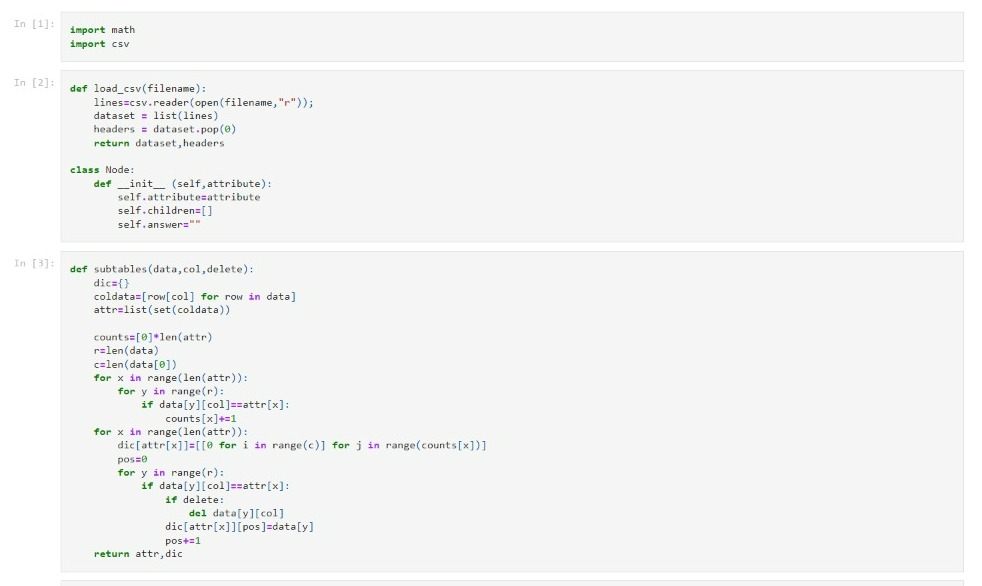 In [1]:
import math
import csv
In [2]:
def load_csv(filename):
    lines=csv.reader(open(filename,"r"));
    dataset = list(lines)
    headers = dataset.pop(0)
    return dataset,headers

class Node:
    def __init__ (self,attribute):
        self.attribute=attribute
        self.children=[]
        self.answer=""
In [3]:
def subtables(data,col,delete):
    dic={}
    coldata=[row[col] for row in data]
    attr=list(set(coldata))

    counts=[0]*len(attr)
    r=len(data)
    c=len(data[0])
    for x in range(len(attr)):
        for y in range(r):
            if data[y][col]==attr[x]:
                counts[x]+=1
    for x in range(len(attr)):
        dic[attr[x]]=[[0 for i in range(c)] for j in range(counts[x])]
        pos=0
        for y in range(r):
            if data[y][col]==attr[x]:
                if delete:
                    del data[y][col]
                dic[attr[x]][pos]=data[y]
                pos+=1
    return attr,dic